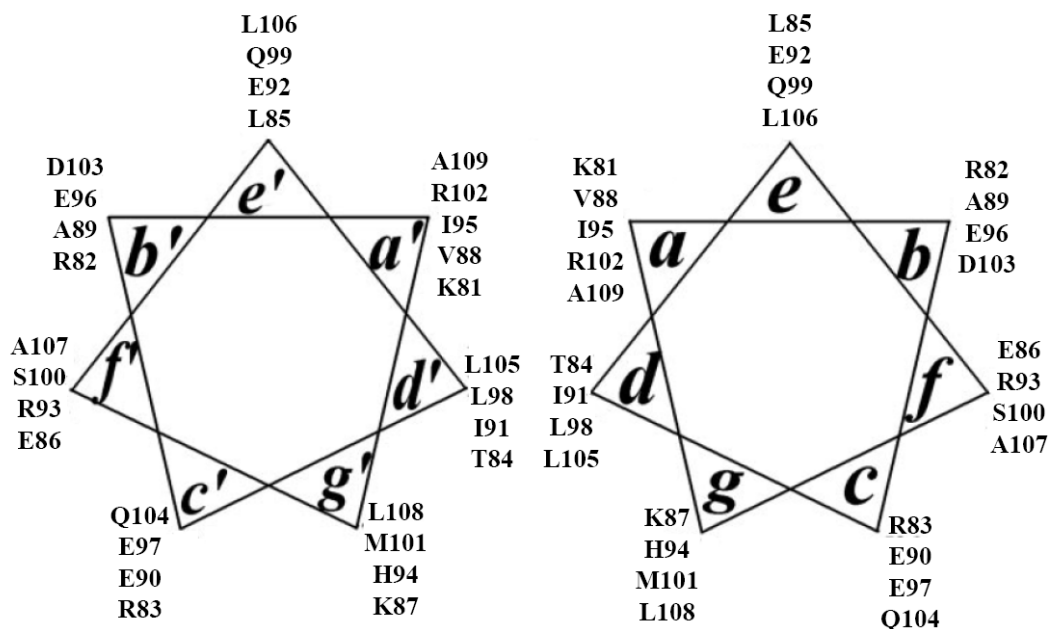 L106
Q99
E92
L85
D103
E96
A89
R82
e'
A109
R102
I95
V88
K81
b'
a'
A107
S100
R93
E86
f'
d'
L105
L98
I91
T84
c'
g'
Q104
E97
E90
R83
L108
M101
H94
K87
L85
E92
Q99
L106
K81
V88
I95
R102
A109
e
R82
A89
E96
D103
a
b
T84
I91
L98
L105
d
f
E86
R93
S100
A107
g
c
K87
H94
M101
L108
R83
E90
E97
Q104